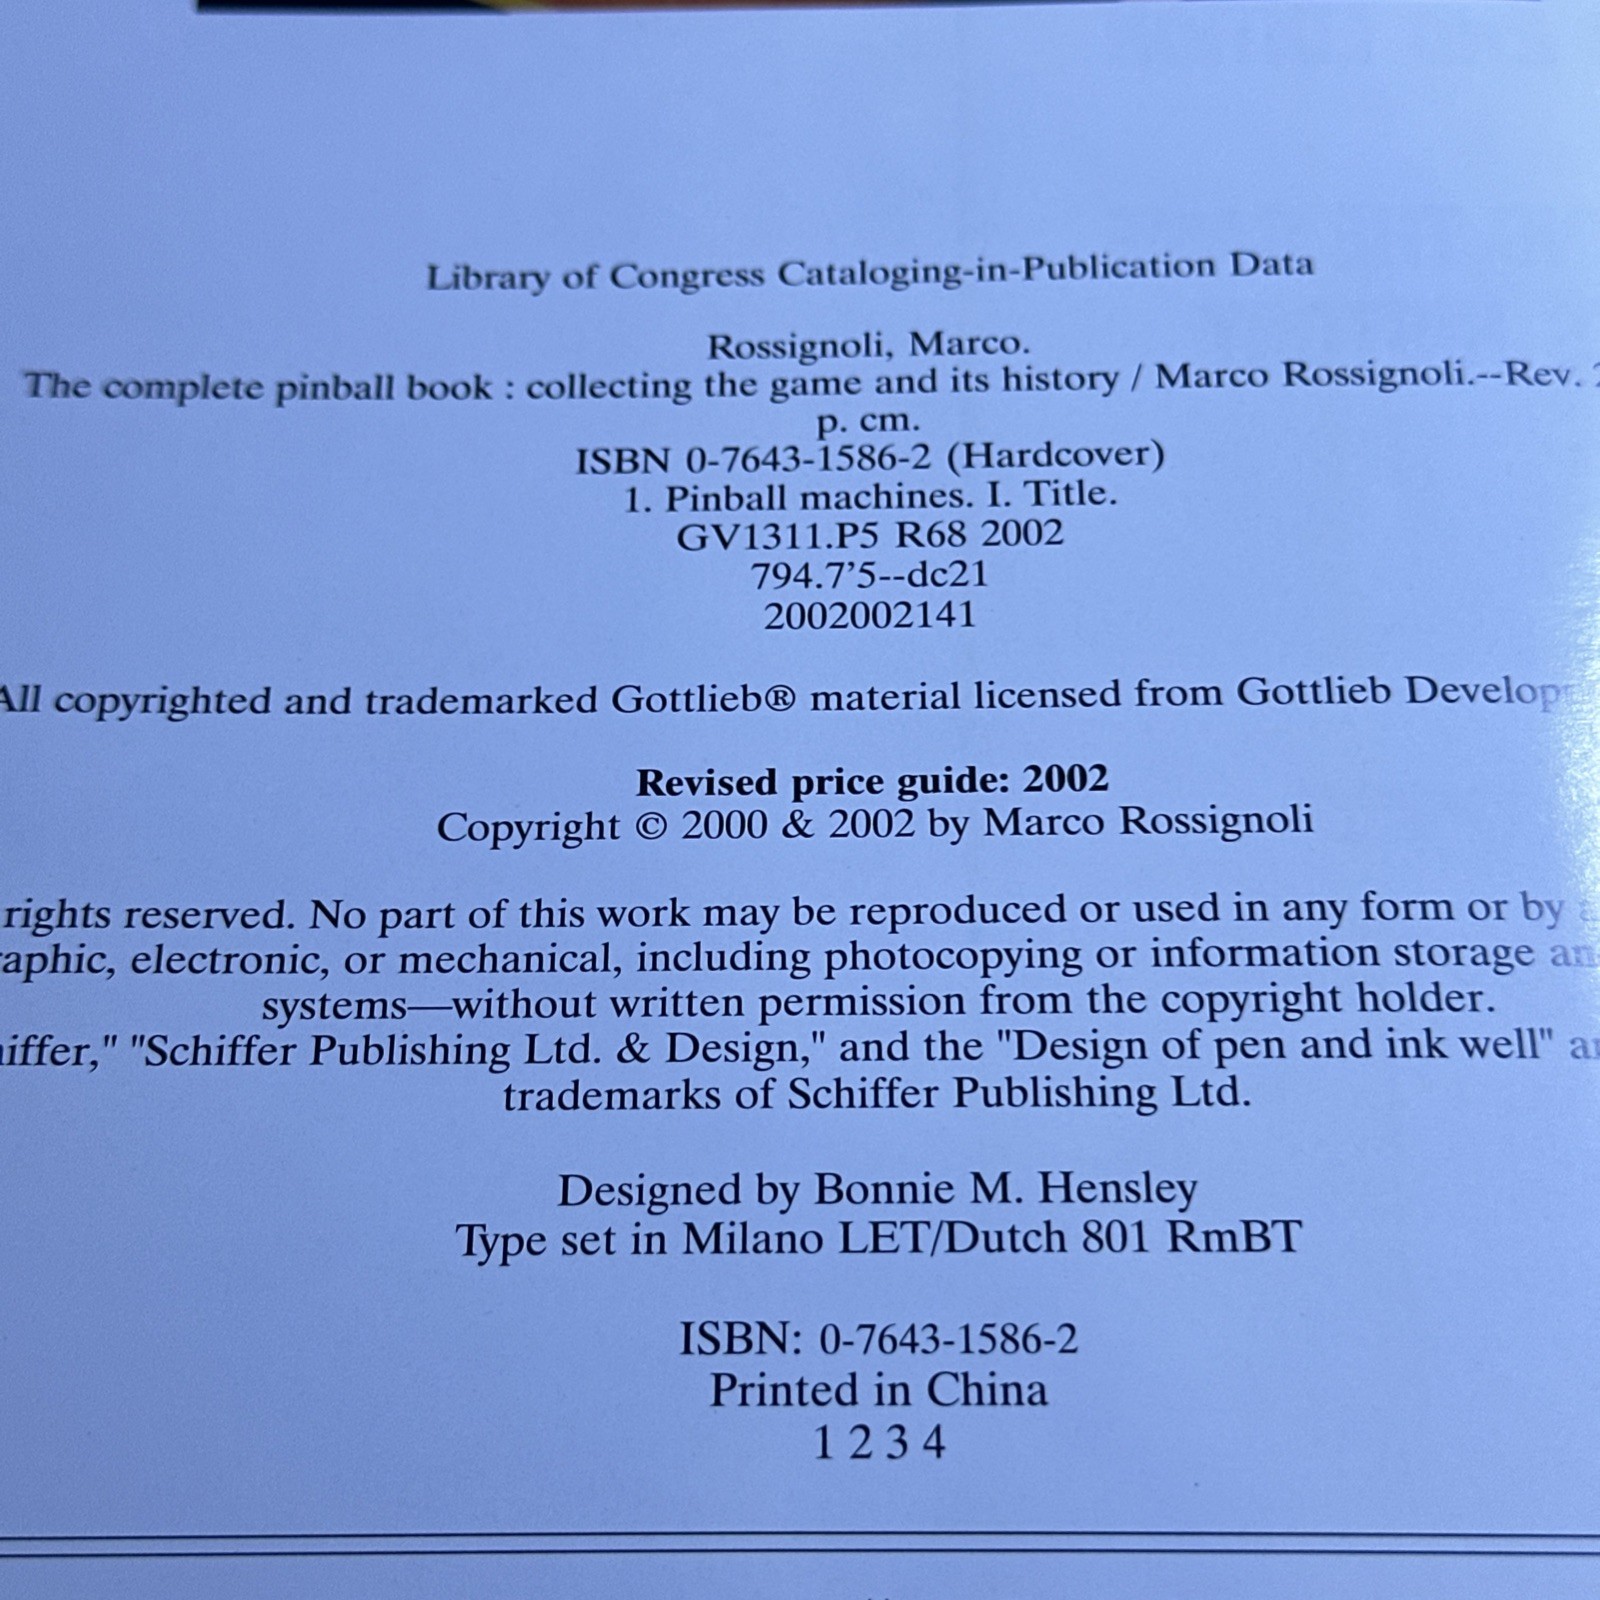 Library of Congress Cataloging-in-Publication Data
Rossignoli, Marco.
The complete pinball book : collecting the game and its history / Marco Rossignoli.--Rev.
p. cm.
ISBN 0-7643-1586-2 (Hardcover)
1. Pinball machines. I. Title.
GV1311.P5 R68 2002
794.7'5--dc21
2002002141
All copyrighted and trademarked Gottlieb® material licensed from Gottlieb
Revised price guide: 2002
Copyright © 2000 & 2002 by Marco Rossignoli
rights reserved. No part of this work may be reproduced or used in any form or by
electronic, or mechanical, including photocopying or information storage
systems—without written permission from the copyright holder.
"Schiffer Publishing Ltd. & Design," and the "Design of pen and ink well"
trademarks of Schiffer Publishing Ltd.
Designed by Bonnie M. Hensley
Type set in Milano LET/Dutch 801 RmBT
ISBN: 0-7643-1586-2
Printed in China
1 2 3 4